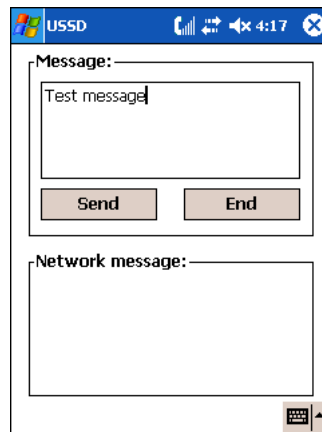 USSD 4:17
Message:
Test message
Send End
Network message: